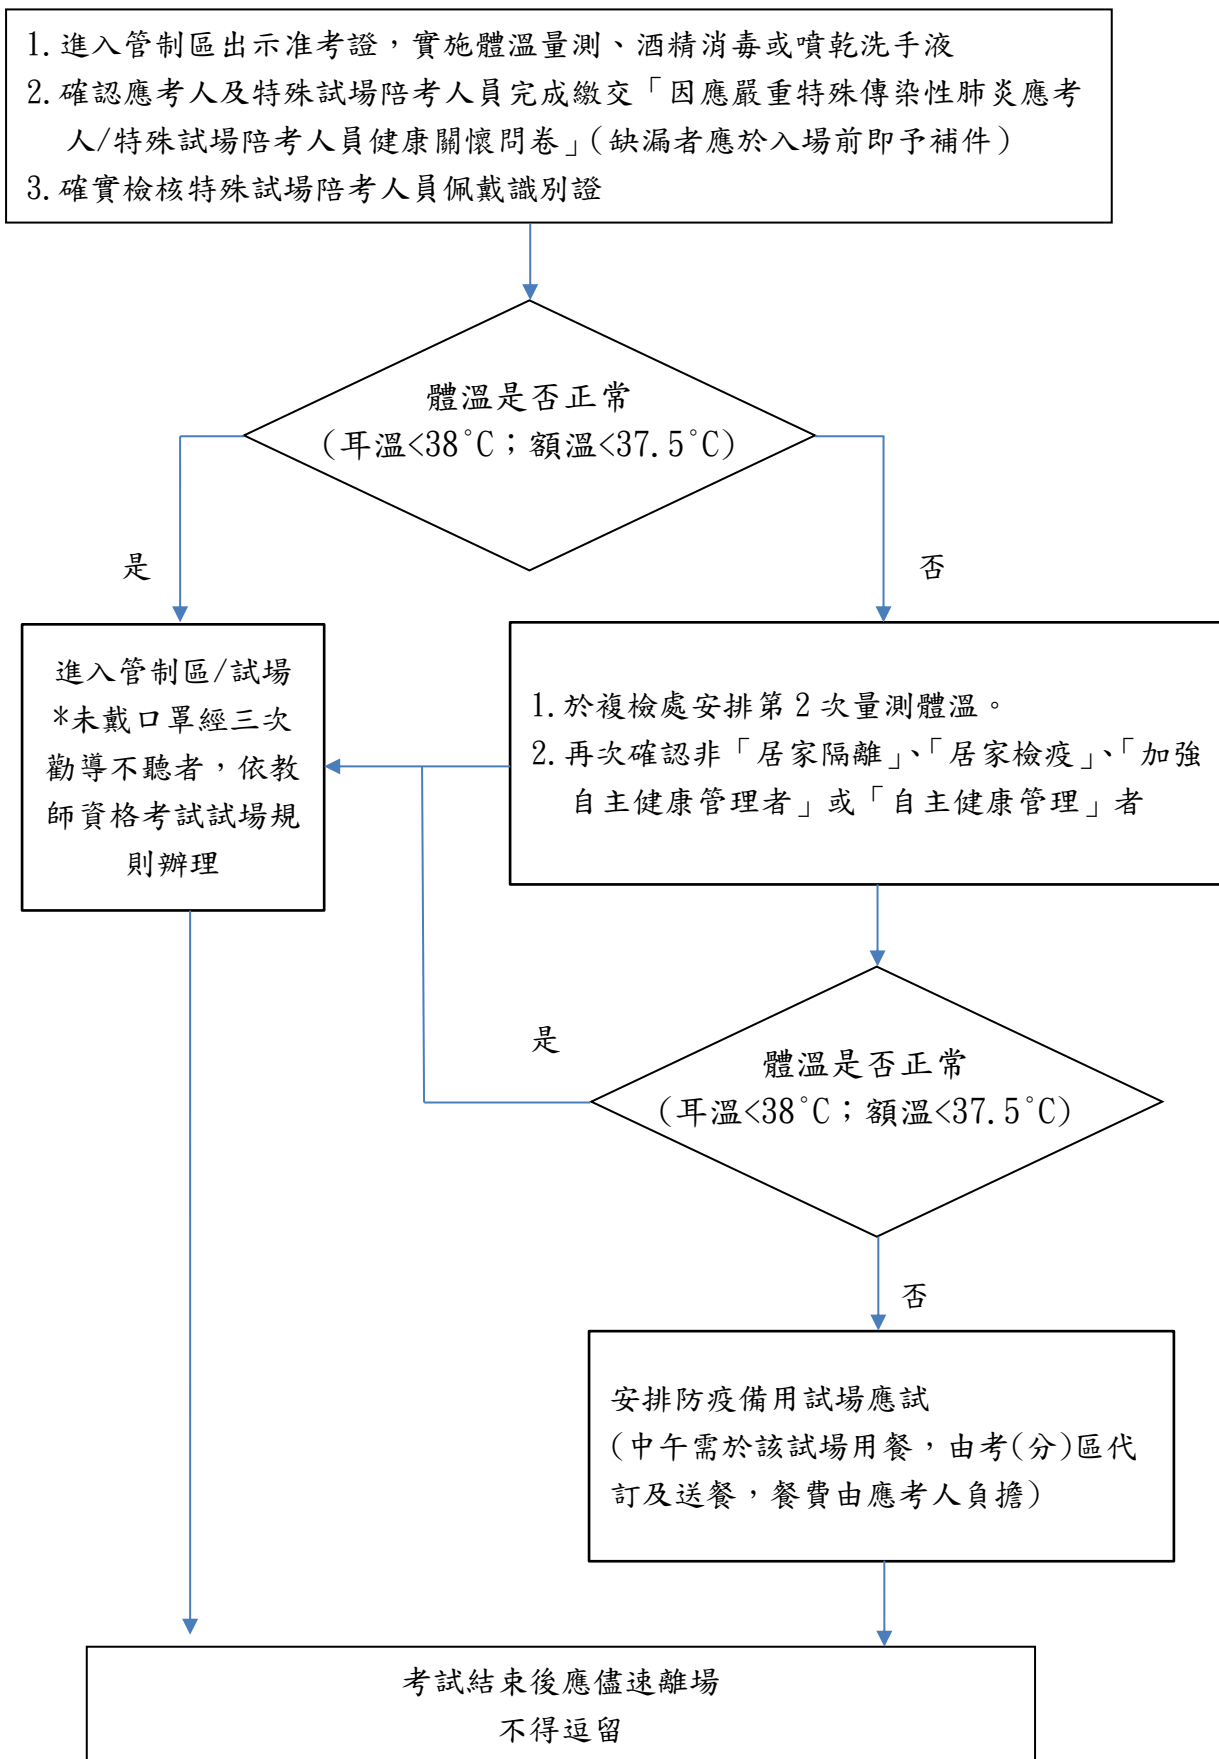 1.進入管制區出示准考證，實施體溫量測、酒精消毒或噴乾洗手液
2.確認應考人及特殊試場陪考人員完成繳交「因應嚴重特殊傳染性肺炎應考
人/特殊試場陪考人員健康關懷問卷」(缺漏者應於入場前即予補件)
3.確實檢核特殊試場陪考人員佩戴識別證
體溫是否正常
(耳溫<38°C；額溫<37.5°C)
是
否
進入管制區/試場
*未戴口罩經三次
勸導不聽者，依教
師資格考試試場規
則辦理
1.於複檢處安排第 2 次量測體溫。
2.再次確認非「居家隔離」、「居家檢疫」、「加強
自主健康管理者」或「自主健康管理」者
是
體溫是否正常
(耳溫<38°C；額溫<37.5°C)
否
安排防疫備用試場應試
(中午需於該試場用餐，由考(分)區代
訂及送餐，餐費由應考人負擔)
考試結束後應儘速離場
不得逗留